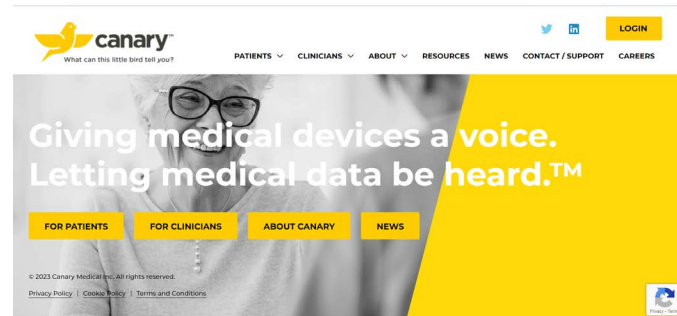 canary™
What can this little bird tell you?
LOGIN
PATIENTS CLINICIANS ABOUT RESOURCES NEWS CONTACT / SUPPORT CAREERS
Giving medical devices a voice.
Letting medical data be heard.™
FOR PATIENTS FOR CLINICIANS ABOUT CANARY NEWS
© 2023 Canary Medical Inc. All rights reserved.
Privacy Policy | Cookie Policy | Terms and Conditions
Privacy -